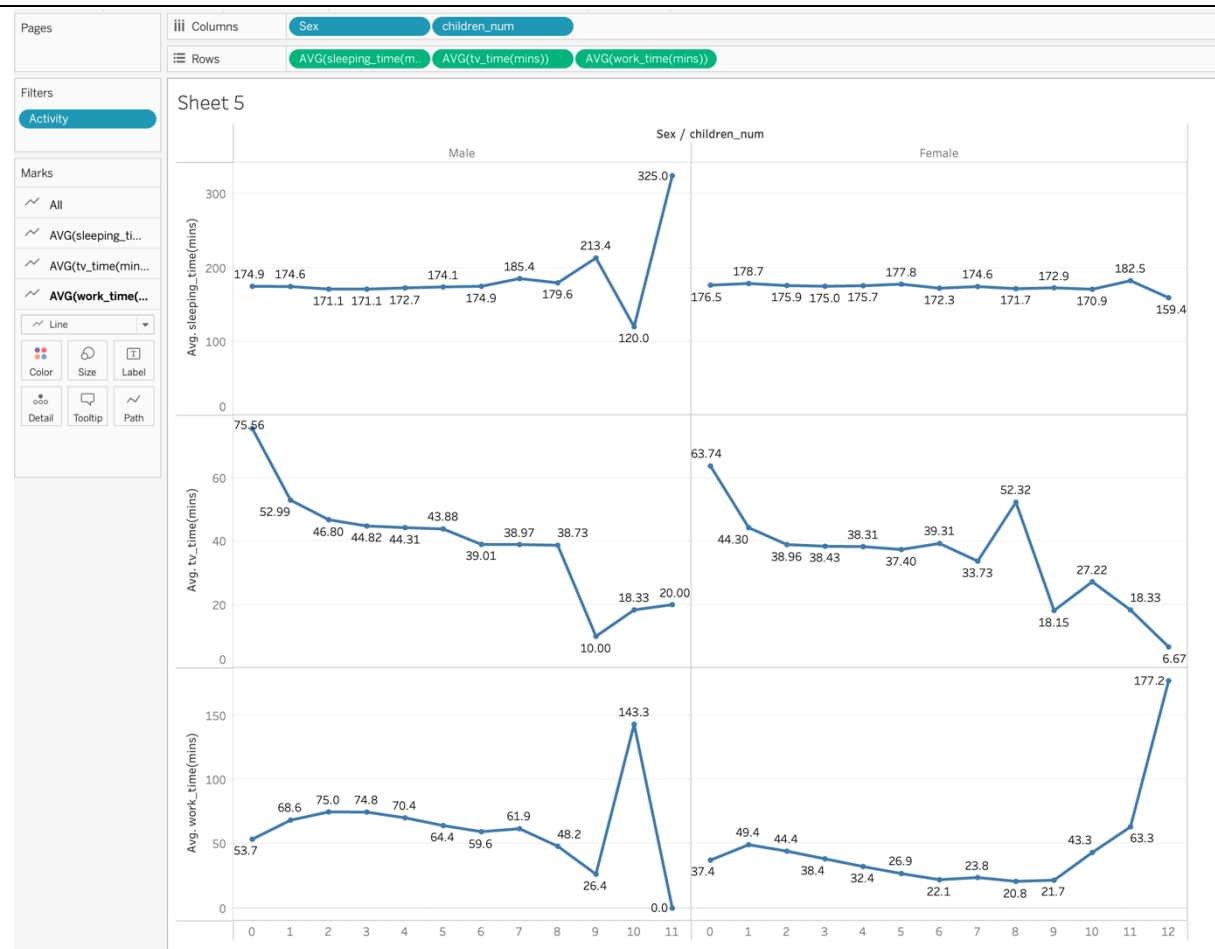 Pages
Columns
Sex
children_num
Rows
AVG(sleeping_time(m..
AVG(tv_time(mins))
AVG(work_time(mins))
Filters
Activity
Marks
All
AVG(sleeping_ti...
AVG(tv_time(min...
AVG(work_time(...
Line
Color
Size
Label
Detail
Tooltip
Path
Sheet 5
Sex / children_num
Male
Female
Avg. sleeping_time(mins)
300
200
100
0
174.9 174.6 171.1 171.1 172.7 174.1 174.9 185.4 179.6 213.4 120.0 325.0
176.5 178.7 175.9 175.0 175.7 177.8 172.3 174.6 171.7 172.9 170.9 182.5 159.4
Avg. tv_time(mins)
60
40
20
0
75.56 52.99 46.80 44.82 44.31 43.88 39.01 38.97 38.73 10.00 18.33 20.00
63.74 44.30 38.96 38.43 38.31 37.40 39.31 33.73 52.32 18.15 27.22 18.33 6.67
Avg. work_time(mins)
150
100
50
0
53.7 68.6 75.0 74.8 70.4 64.4 59.6 61.9 48.2 26.4 143.3 0.0
37.4 49.4 44.4 38.4 32.4 26.9 22.1 23.8 20.8 21.7 43.3 63.3 177.2
0 1 2 3 4 5 6 7 8 9 10 11
0 1 2 3 4 5 6 7 8 9 10 11 12